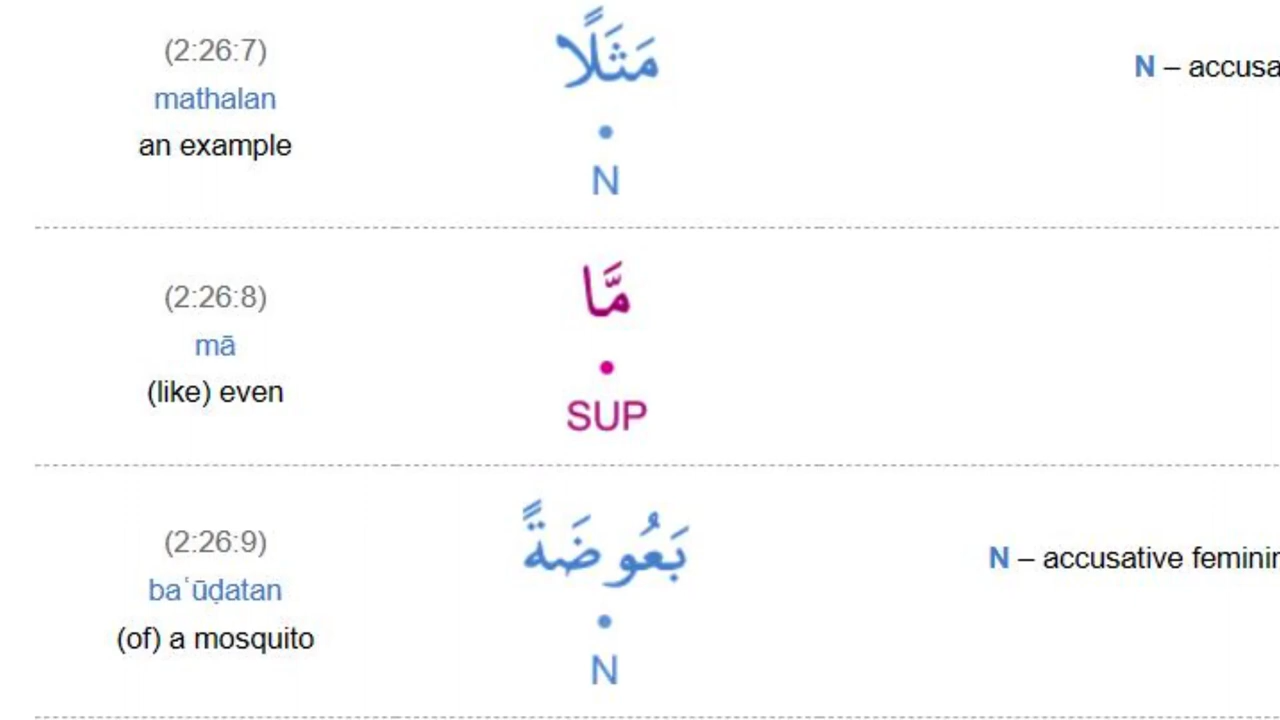 (2:26:7)
mathalan
an example
مَثَلًا
N
N – accusa
(2:26:8)
mā
(like) even
مَّا
SUP
(2:26:9)
baʿūḍatan
(of) a mosquito
بَعُوضَةً
N
N – accusative feminin